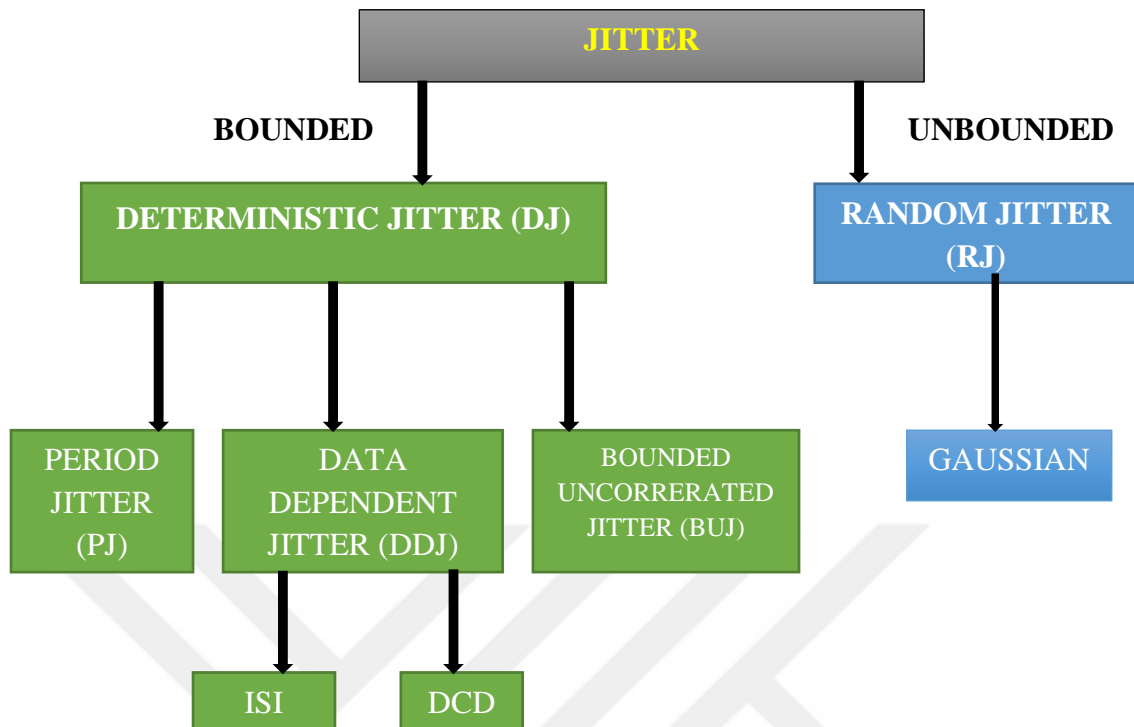 JITTER
BOUNDED
UNBOUNDED
DETERMINISTIC JITTER (DJ)
RANDOM JITTER
(RJ)
PERIOD
JITTER
(PJ)
DATA
DEPENDENT
JITTER (DDJ)
BOUNDED
UNCORRERATED
JITTER (BUJ)
GAUSSIAN
ISI
DCD